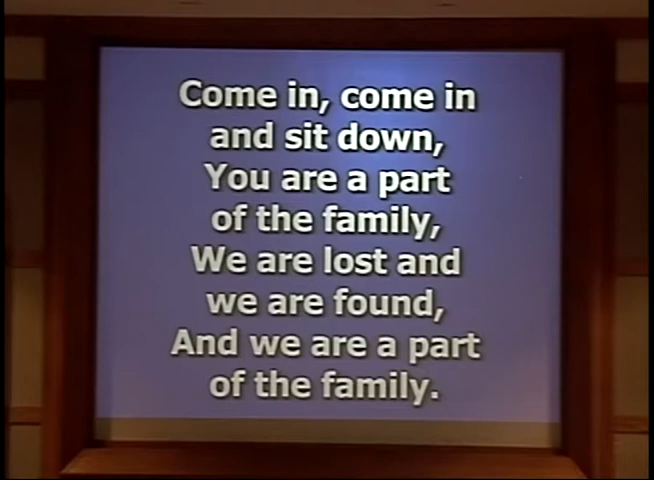 Come in, come in
and sit down,
You are a part
of the family,
We are lost and
we are found,
And we are a part
of the family.